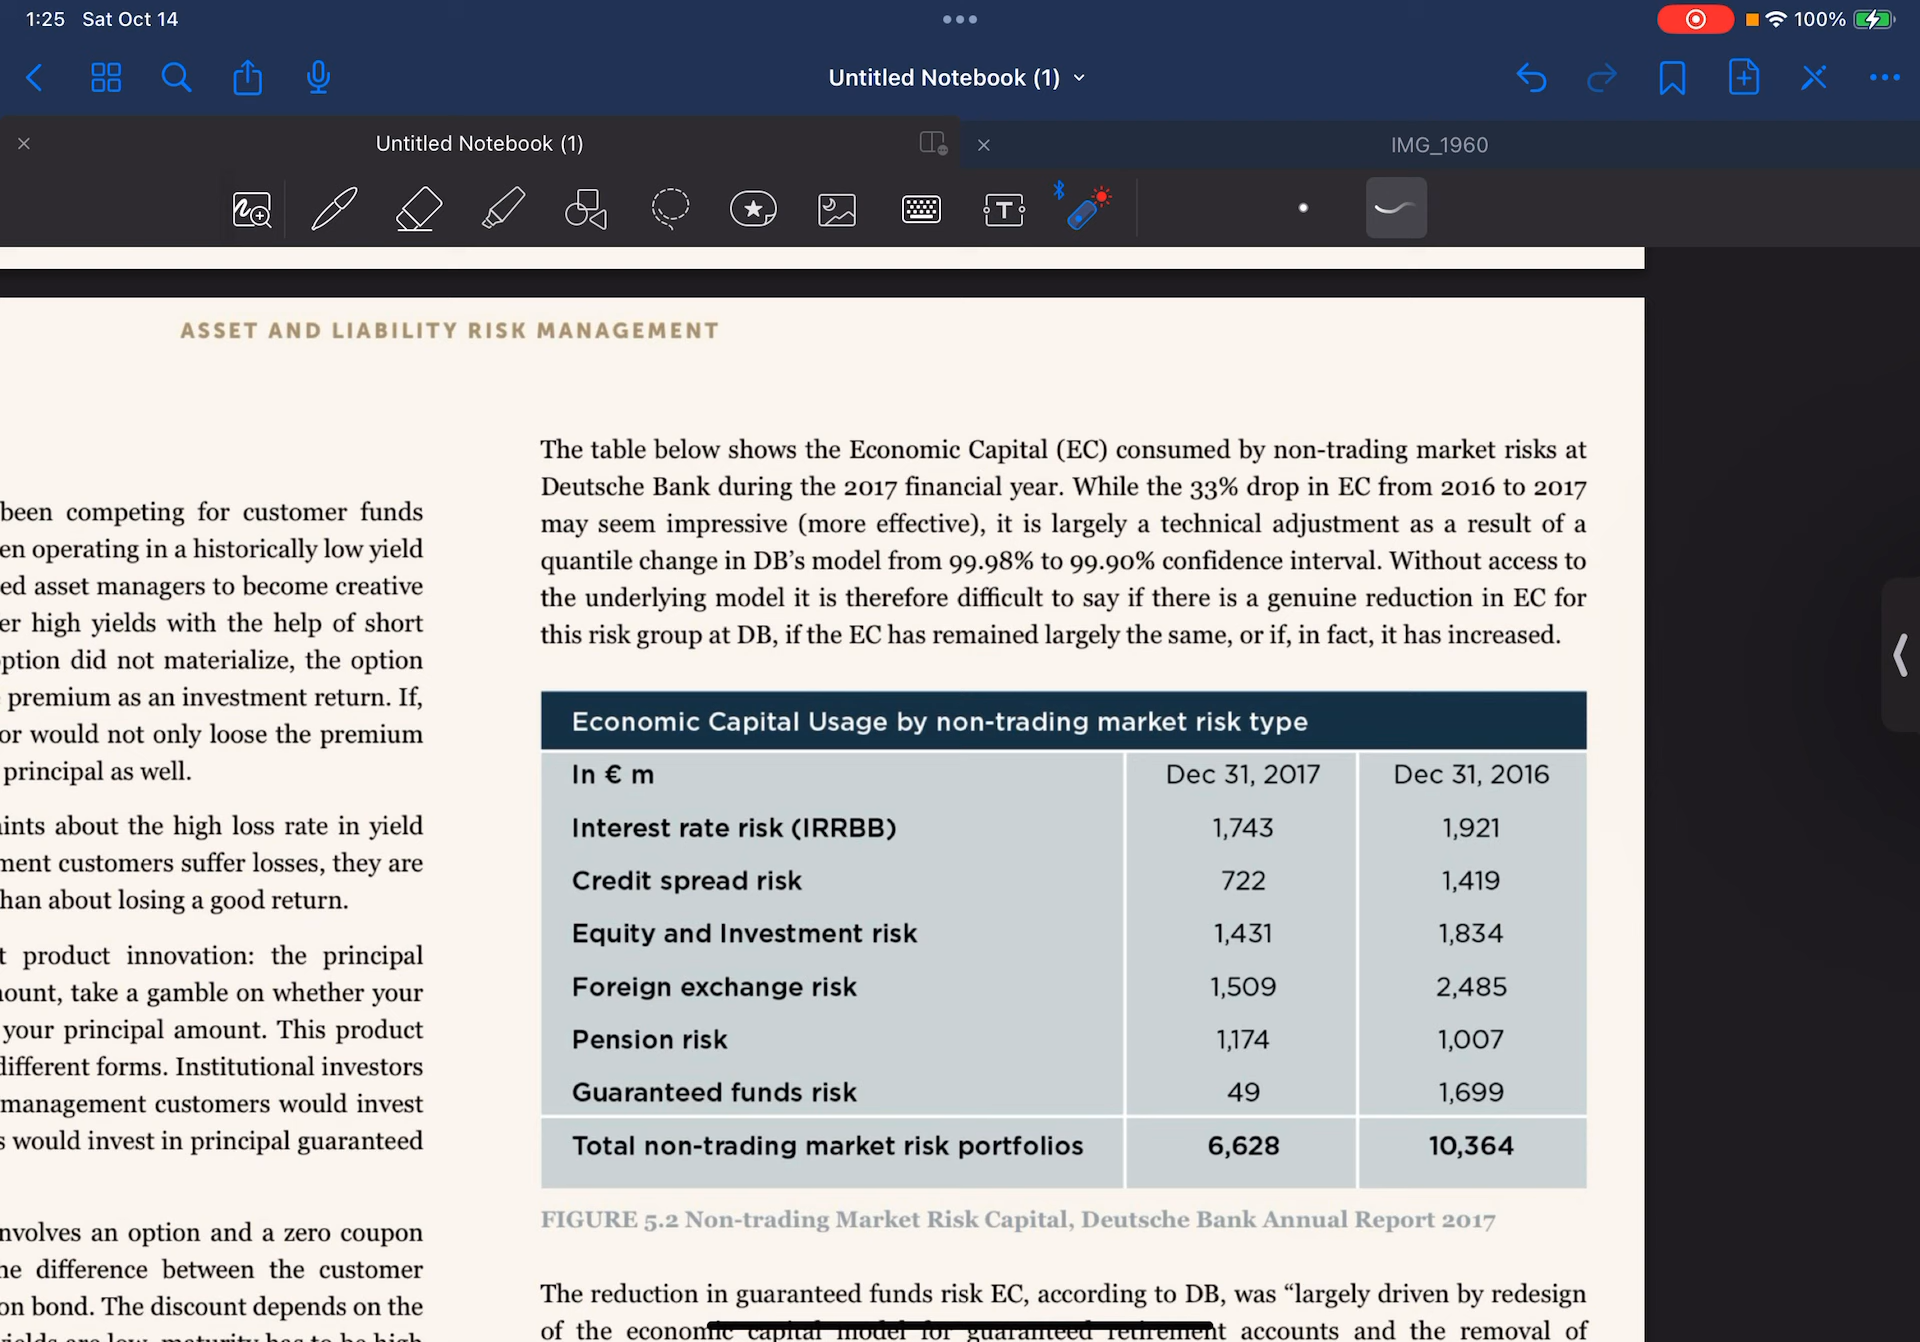 1:25 Sat Oct 14
100%
Untitled Notebook (1)
Untitled Notebook (1)
IMG_1960
T
ASSET AND LIABILITY RISK MANAGEMENT
been competing for customer funds
en operating in a historically low yield
ed asset managers to become creative
er high yields with the help of short
option did not materialize, the option
premium as an investment return. If,
or would not only loose the premium
principal as well.
ints about the high loss rate in yield
ment customers suffer losses, they are
han about losing a good return.
t product innovation: the principal
ount, take a gamble on whether your
your principal amount. This product
different forms. Institutional investors
management customers would invest
s would invest in principal guaranteed
nvolves an option and a zero coupon
he difference between the customer
on bond. The discount depends on the
The table below shows the Economic Capital (EC) consumed by non-trading market risks at
Deutsche Bank during the 2017 financial year. While the 33% drop in EC from 2016 to 2017
may seem impressive (more effective), it is largely a technical adjustment as a result of a
quantile change in DB's model from 99.98% to 99.90% confidence interval. Without access to
the underlying model it is therefore difficult to say if there is a genuine reduction in EC for
this risk group at DB, if the EC has remained largely the same, or if, in fact, it has increased.
Economic Capital Usage by non-trading market risk type
In € m Dec 31, 2017 Dec 31, 2016
Interest rate risk (IRRBB) 1,743 1,921
Credit spread risk 722 1,419
Equity and Investment risk 1,431 1,834
Foreign exchange risk 1,509 2,485
Pension risk 1,174 1,007
Guaranteed funds risk 49 1,699
Total non-trading market risk portfolios 6,628 10,364
FIGURE 5.2 Non-trading Market Risk Capital, Deutsche Bank Annual Report 2017
The reduction in guaranteed funds risk EC, according to DB, was “largely driven by redesign
of the economic capital model for guaranteed retirement accounts and the removal of